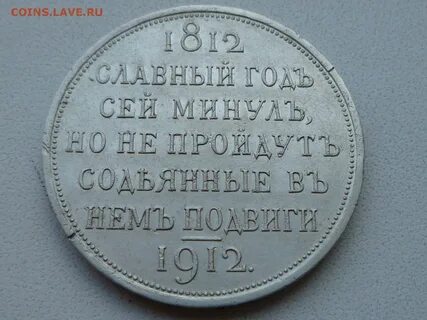 COINS.LAVE.RU
1812
СЛАВНЫЙ ГОДЪ
СЕЙ МИНУЛЪ,
НО НЕ ПРОЙДУТЪ
СОДѢЯННЫЕ ВЪ
НЕМЪ ПОДВИГИ
1912.